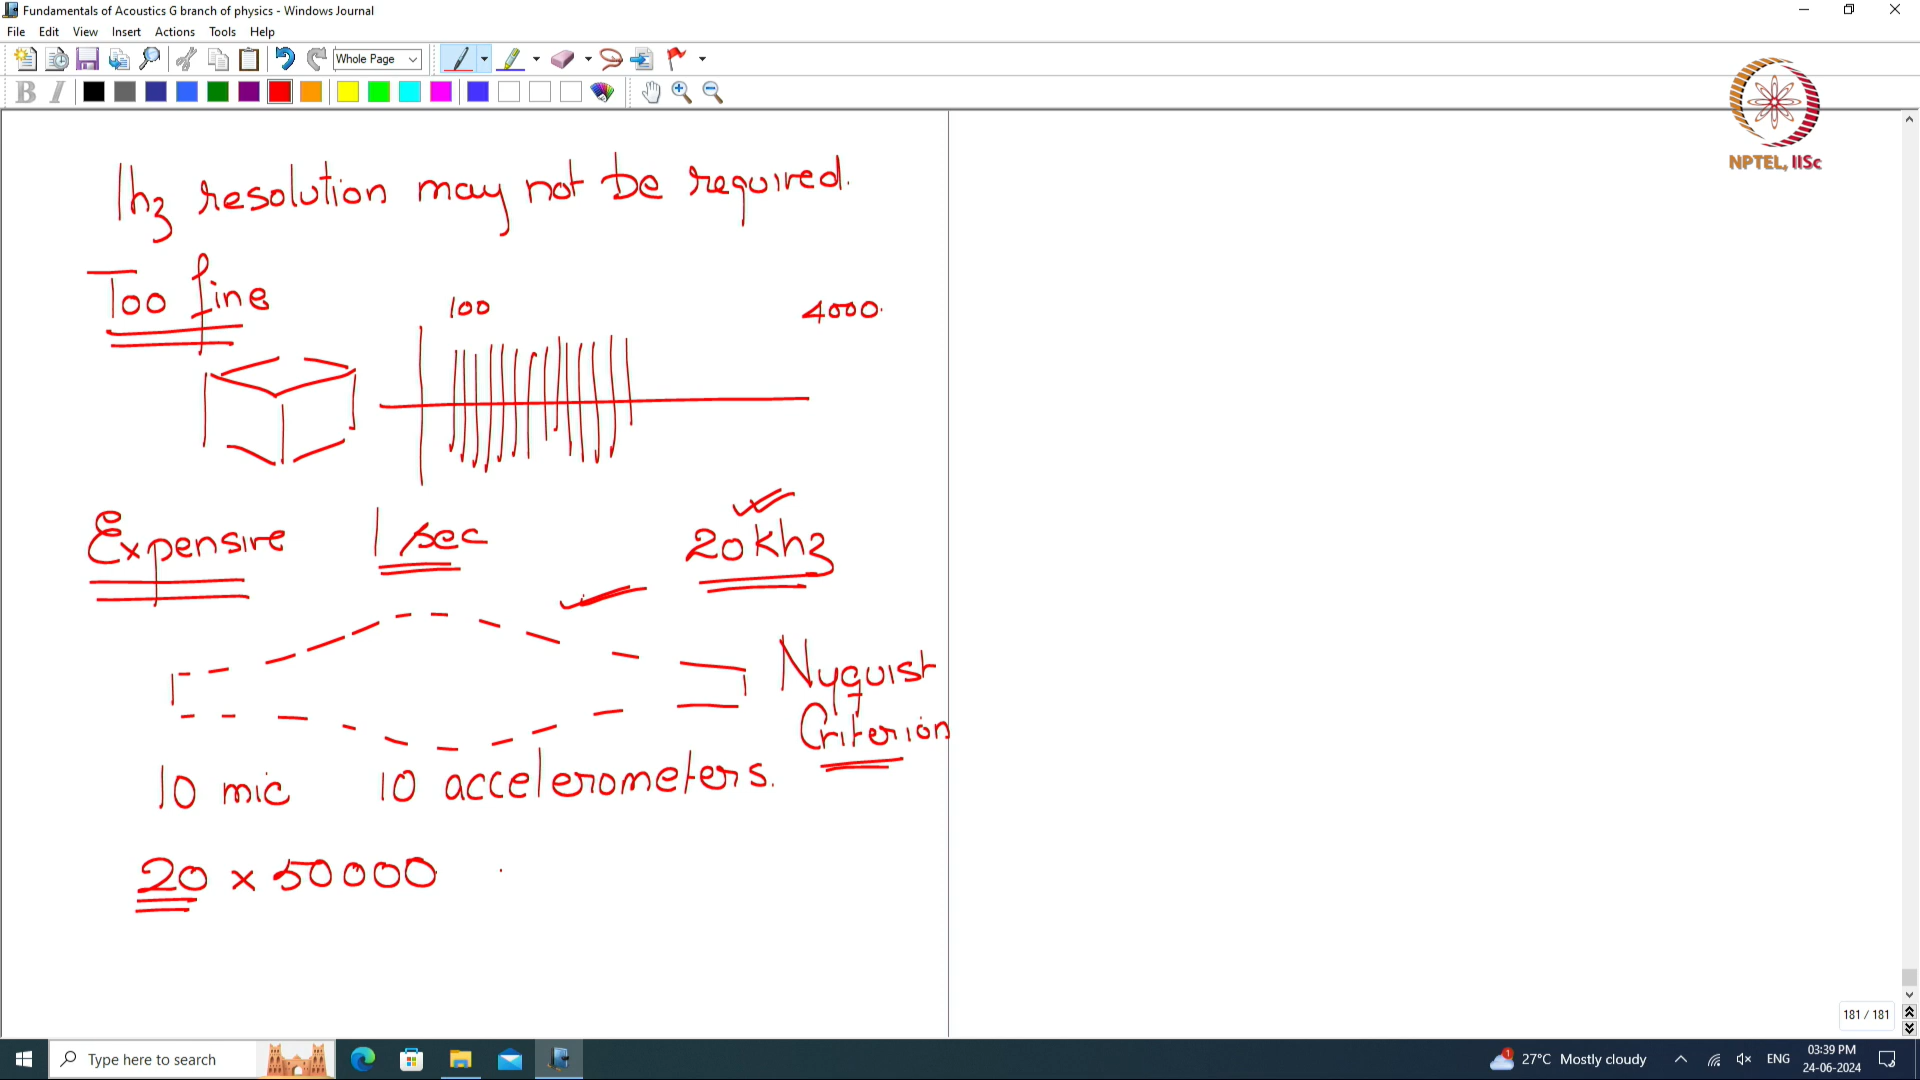 Fundamentals of Acoustics G branch of physics - Windows Journal
File Edit View Insert Actions Tools Help
Whole Page
B I
NPTEL, IISc
1hz resolution may not be required.
Too fine
100 4000.
Expensive 1 sec 20 khz
Nyquist
Criterion
10 mic 10 accelerometers.
20 x 50000
181 / 181
Type here to search
1
27°C Mostly cloudy
ENG
03:39 PM
24-06-2024